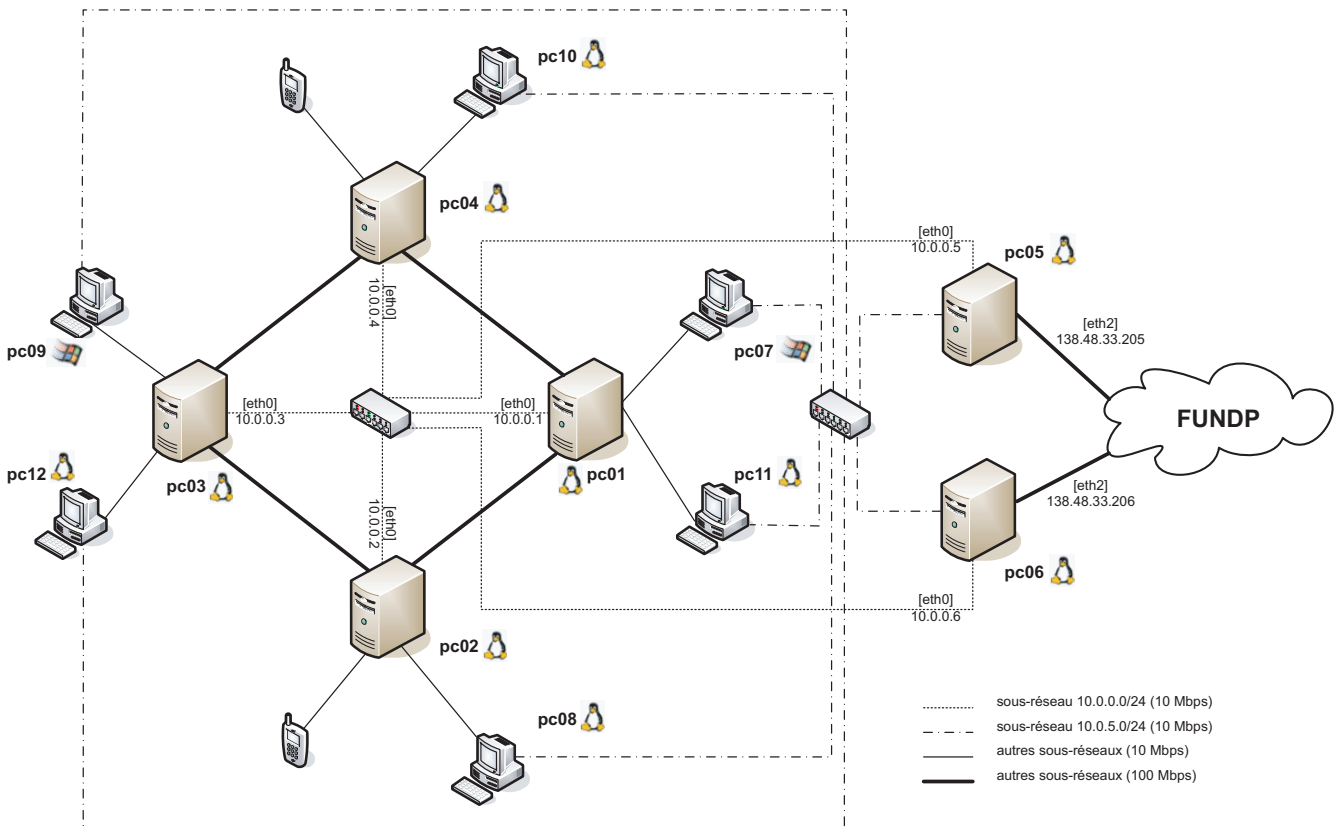 pc10
pc04
[eth0]
10.0.0.5
pc05
[eth0]
10.0.0.4
[eth2]
138.48.33.205
pc09
pc07
[eth0]
10.0.0.3
[eth0]
10.0.0.1
FUNDP
pc12
pc03
pc01
pc11
[eth2]
138.48.33.206
[eth0]
10.0.0.2
pc06
[eth0]
10.0.0.6
pc02
pc08
sous-réseau 10.0.0.0/24 (10 Mbps)
sous-réseau 10.0.5.0/24 (10 Mbps)
autres sous-réseaux (10 Mbps)
autres sous-réseaux (100 Mbps)